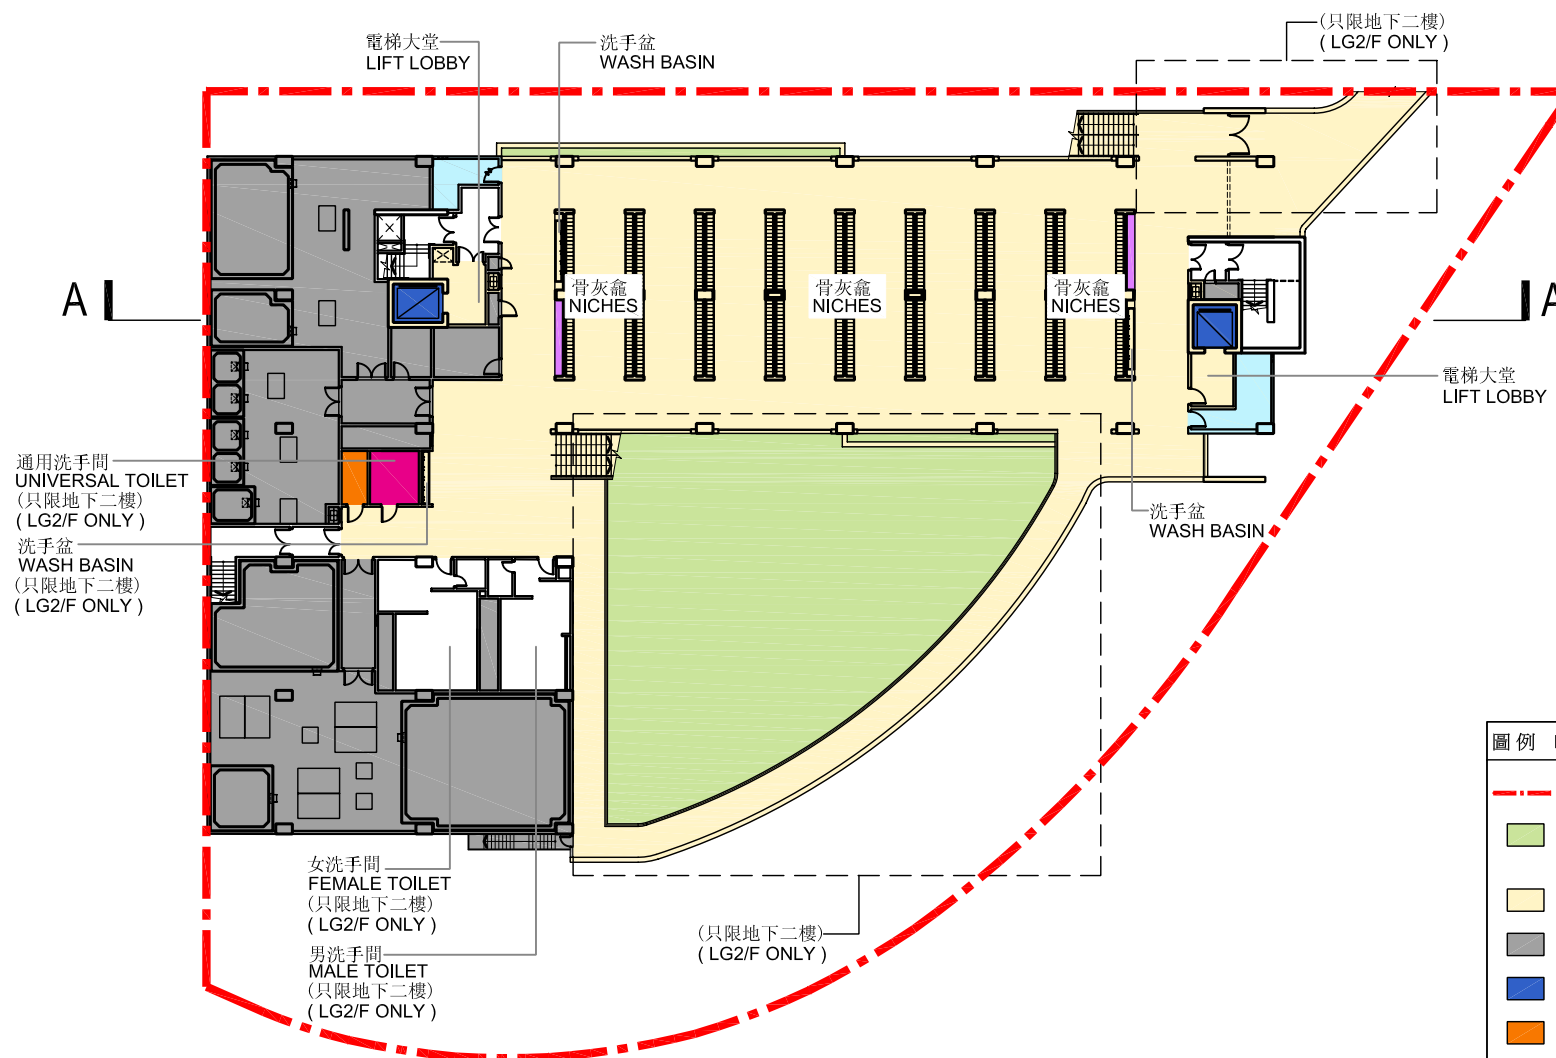 (只限地下二樓)
( LG2/F ONLY )
電梯大堂
LIFT LOBBY
洗手盆
WASH BASIN
A
A
骨灰龕
NICHES
骨灰龕
NICHES
骨灰龕
NICHES
電梯大堂
LIFT LOBBY
通用洗手間
UNIVERSAL TOILET
(只限地下二樓)
( LG2/F ONLY )
洗手盆
WASH BASIN
(只限地下二樓)
( LG2/F ONLY )
洗手盆
WASH BASIN
圖例
女洗手間
FEMALE TOILET
(只限地下二樓)
( LG2/F ONLY )
男洗手間
MALE TOILET
(只限地下二樓)
( LG2/F ONLY )
(只限地下二樓)
( LG2/F ONLY )